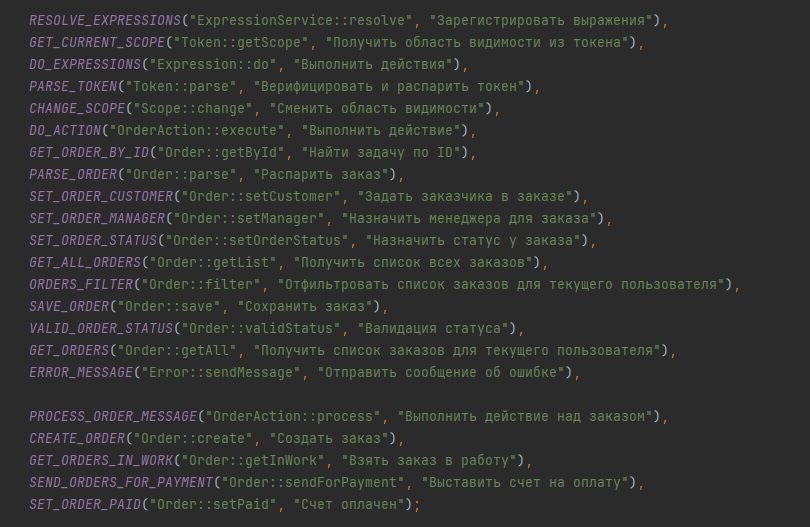 RESOLVE_EXPRESSIONS("ExpressionService::resolve", "Зарегистрировать выражения"),
GET_CURRENT_SCOPE("Token::getScope", "Получить область видимости из токена"),
DO_EXPRESSIONS("Expression::do", "Выполнить действия"),
PARSE_TOKEN("Token::parse", "Верифицировать и распарить токен"),
CHANGE_SCOPE("Scope::change", "Сменить область видимости"),
DO_ACTION("OrderAction::execute", "Выполнить действие"),
GET_ORDER_BY_ID("Order::getById", "Найти задачу по ID"),
PARSE_ORDER("Order::parse", "Распарить заказ"),
SET_ORDER_CUSTOMER("Order::setCustomer", "Задать заказчика в заказе"),
SET_ORDER_MANAGER("Order::setManager", "Назначить менеджера для заказа"),
SET_ORDER_STATUS("Order::setOrderStatus", "Назначить статус у заказа"),
GET_ALL_ORDERS("Order::getList", "Получить список всех заказов"),
ORDERS_FILTER("Order::filter", "Отфильтровать список заказов для текущего пользователя"),
SAVE_ORDER("Order::save", "Сохранить заказ"),
VALID_ORDER_STATUS("Order::validStatus", "Валидация статуса"),
GET_ORDERS("Order::getAll", "Получить список заказов для текущего пользователя"),
ERROR_MESSAGE("Error::sendMessage", "Отправить сообщение об ошибке"),
PROCESS_ORDER_MESSAGE("OrderAction::process", "Выполнить действие над заказом"),
CREATE_ORDER("Order::create", "Создать заказ"),
GET_ORDERS_IN_WORK("Order::getInWork", "Взять заказ в работу"),
SEND_ORDERS_FOR_PAYMENT("Order::sendForPayment", "Выставить счет на оплату"),
SET_ORDER_PAID("Order::setPaid", "Счет оплачен");